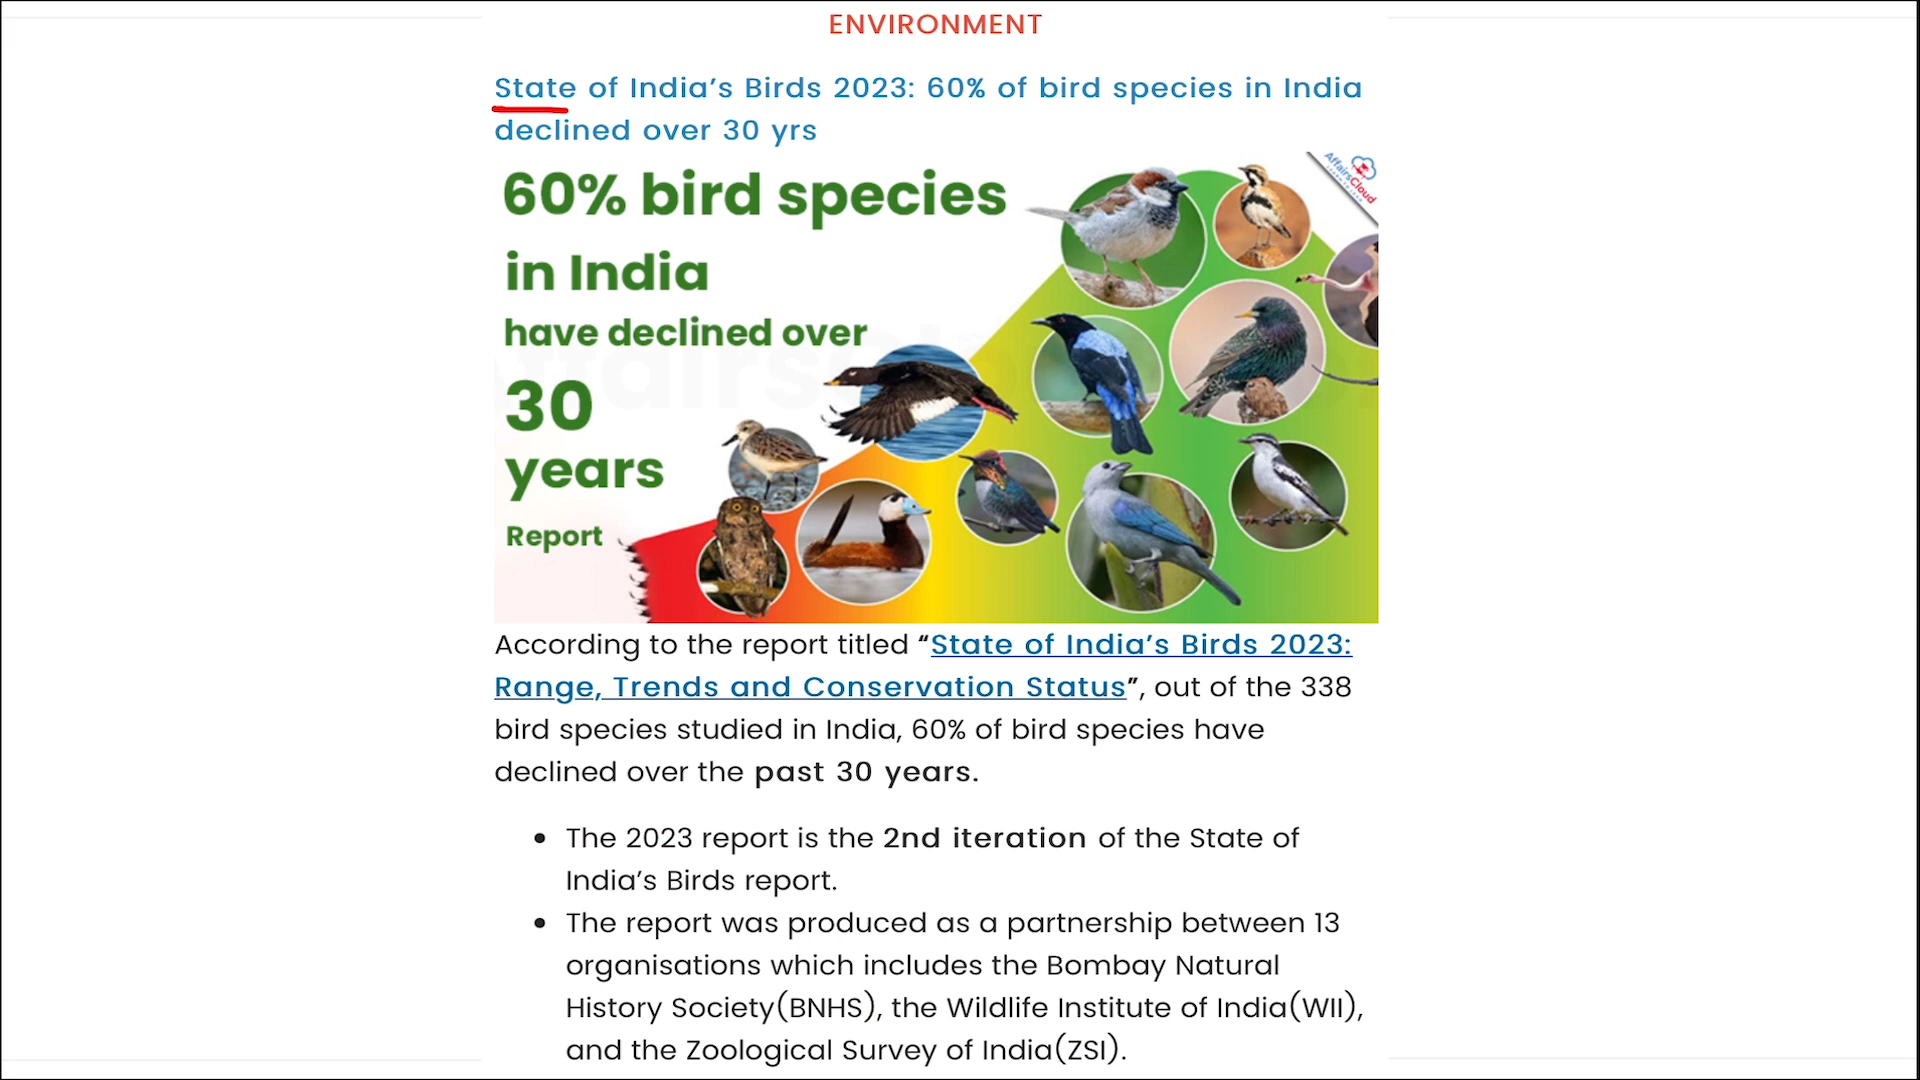 ENVIRONMENT
State of India’s Birds 2023: 60% of bird species in India
declined over 30 yrs
60% bird species
in India
have declined over
30
years
Report
AffairsCloud
According to the report titled “State of India’s Birds 2023:
Range, Trends and Conservation Status”, out of the 338
bird species studied in India, 60% of bird species have
declined over the past 30 years.
• The 2023 report is the 2nd iteration of the State of
India’s Birds report.
• The report was produced as a partnership between 13
organisations which includes the Bombay Natural
History Society(BNHS), the Wildlife Institute of India(WII),
and the Zoological Survey of India(ZSI).